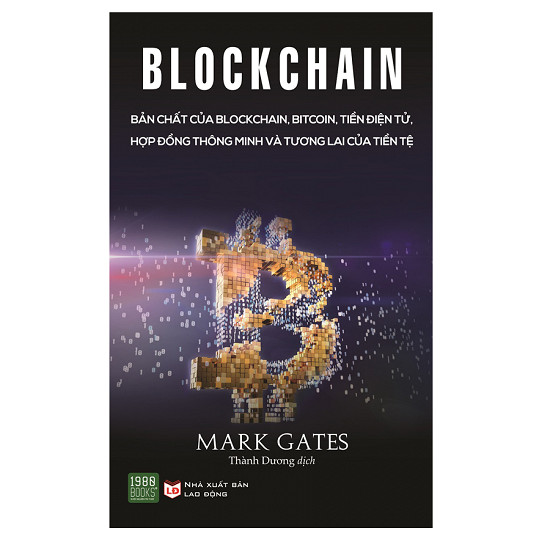 BLOCKCHAIN
BẢN CHẤT CỦA BLOCKCHAIN, BITCOIN, TIỀN ĐIỆN TỬ,
HỢP ĐỒNG THÔNG MINH VÀ TƯƠNG LAI CỦA TIỀN TỆ
MARK GATES
Thành Dương dịch
1980
BOOKS
LĐ
NHÀ XUẤT BẢN
LAO ĐỘNG